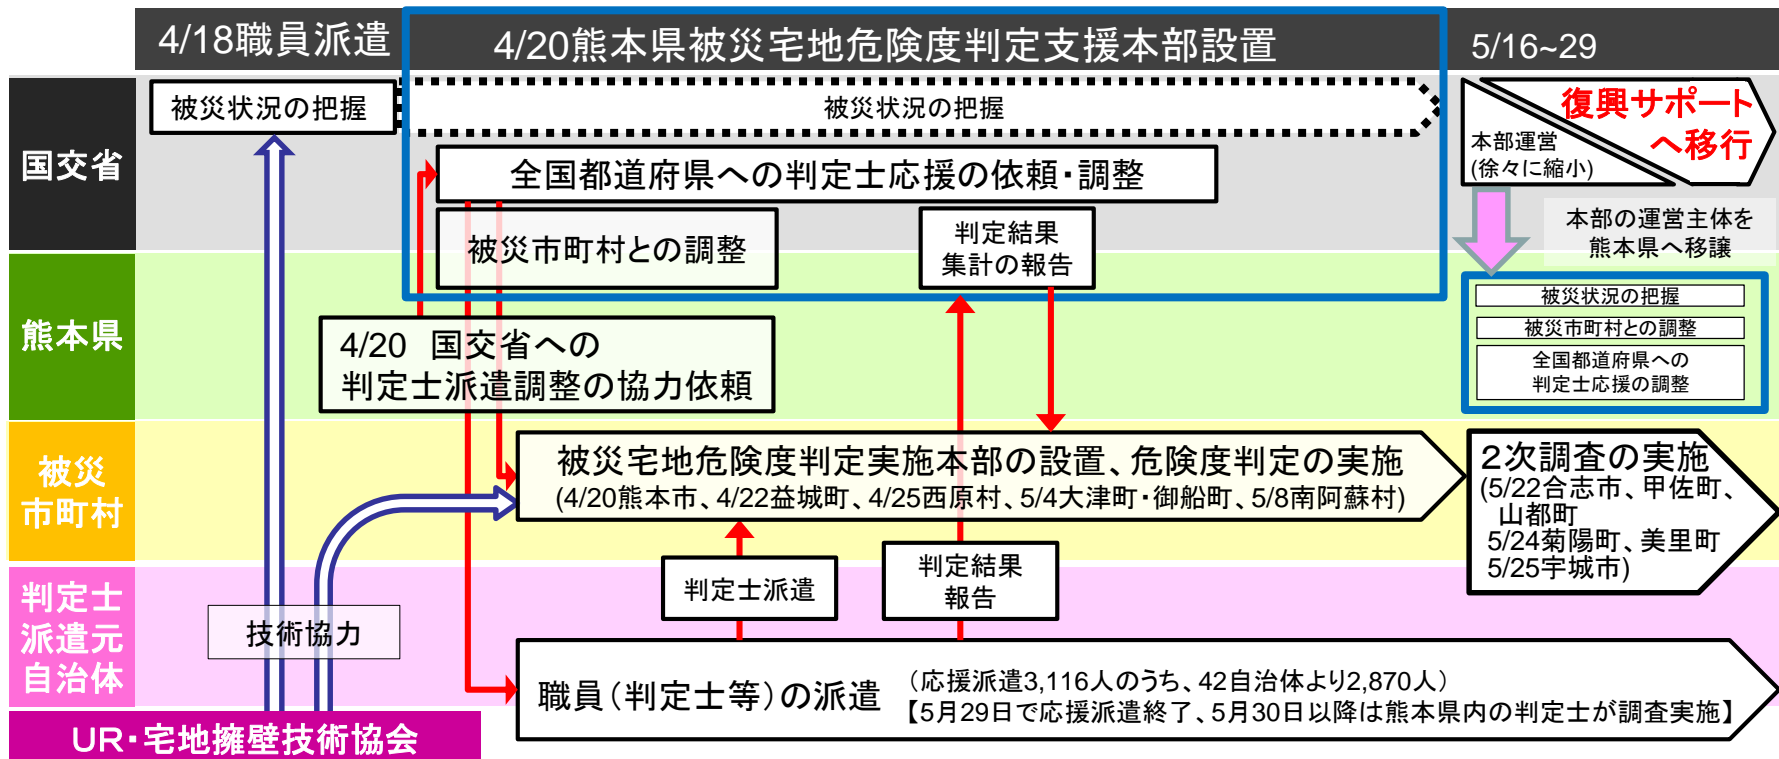 4/18職員派遣
4/20熊本県被災宅地危険度判定支援本部設置
5/16~29
国交省
被災状況の把握
被災状況の把握
全国都道府県への判定士応援の依頼・調整
被災市町村との調整
判定結果
集計の報告
本部運営
(徐々に縮小)
復興サポート
へ移行
本部の運営主体を
熊本県へ移譲
熊本県
4/20 国交省への
判定士派遣調整の協力依頼
被災状況の把握
被災市町村との調整
全国都道府県への
判定士応援の調整
被災
市町村
被災宅地危険度判定実施本部の設置、危険度判定の実施
(4/20熊本市、4/22益城町、4/25西原村、5/4大津町・御船町、5/8南阿蘇村)
2次調査の実施
(5/22合志市、甲佐町、
山都町
5/24菊陽町、美里町
5/25宇城市)
判定士
派遣元
自治体
判定士派遣
判定結果
報告
技術協力
職員(判定士等)の派遣
(応援派遣3,116人のうち、42自治体より2,870人)
【5月29日で応援派遣終了、5月30日以降は熊本県内の判定士が調査実施】
UR・宅地擁壁技術協会